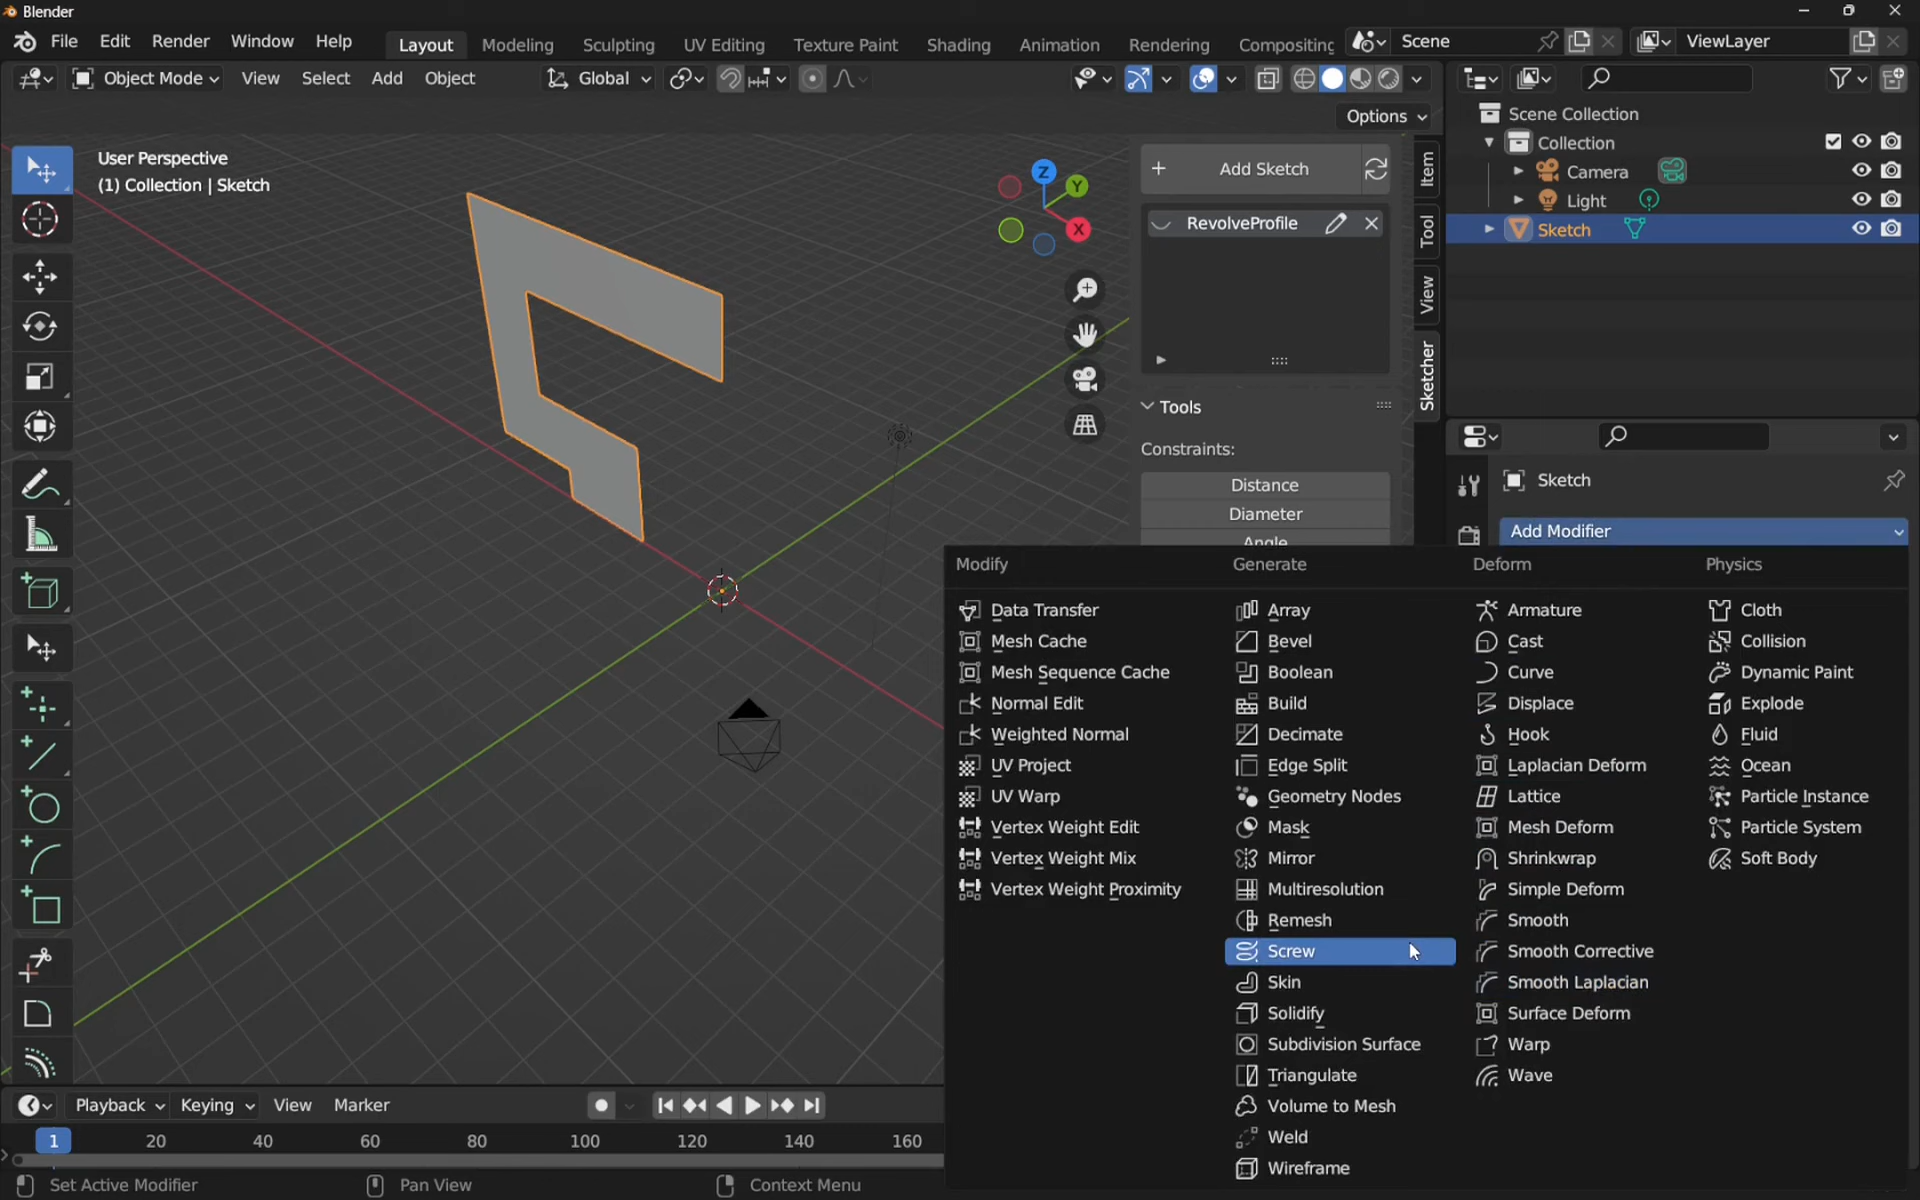 Blender
File Edit Render Window Help Layout Modeling Sculpting UV Editing Texture Paint Shading Animation Rendering Compositing Scene ViewLayer
Object Mode View Select Add Object Global
Options
User Perspective
(1) Collection | Sketch
Z
Y
X
Add Sketch
RevolveProfile
Tools
Constraints:
Distance
Diameter
Angle
Item
Tool
View
Sketcher
Scene Collection
Collection
Camera
Light
Sketch
Sketch
Add Modifier
Modify
Data Transfer
Mesh Cache
Mesh Sequence Cache
Normal Edit
Weighted Normal
UV Project
UV Warp
Vertex Weight Edit
Vertex Weight Mix
Vertex Weight Proximity
Generate
Array
Bevel
Boolean
Build
Decimate
Edge Split
Geometry Nodes
Mask
Mirror
Multiresolution
Remesh
Screw
Skin
Solidify
Subdivision Surface
Triangulate
Volume to Mesh
Weld
Wireframe
Deform
Armature
Cast
Curve
Displace
Hook
Laplacian Deform
Lattice
Mesh Deform
Shrinkwrap
Simple Deform
Smooth
Smooth Corrective
Smooth Laplacian
Surface Deform
Warp
Wave
Physics
Cloth
Collision
Dynamic Paint
Explode
Fluid
Ocean
Particle Instance
Particle System
Soft Body
Playback Keying View Marker
1 20 40 60 80 100 120 140 160
Set Active Modifier Pan View Context Menu